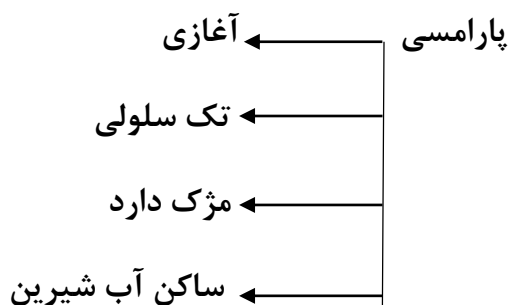 پارامسی آغازی
تک سلولی
مژک دارد
ساکن آب شیرین